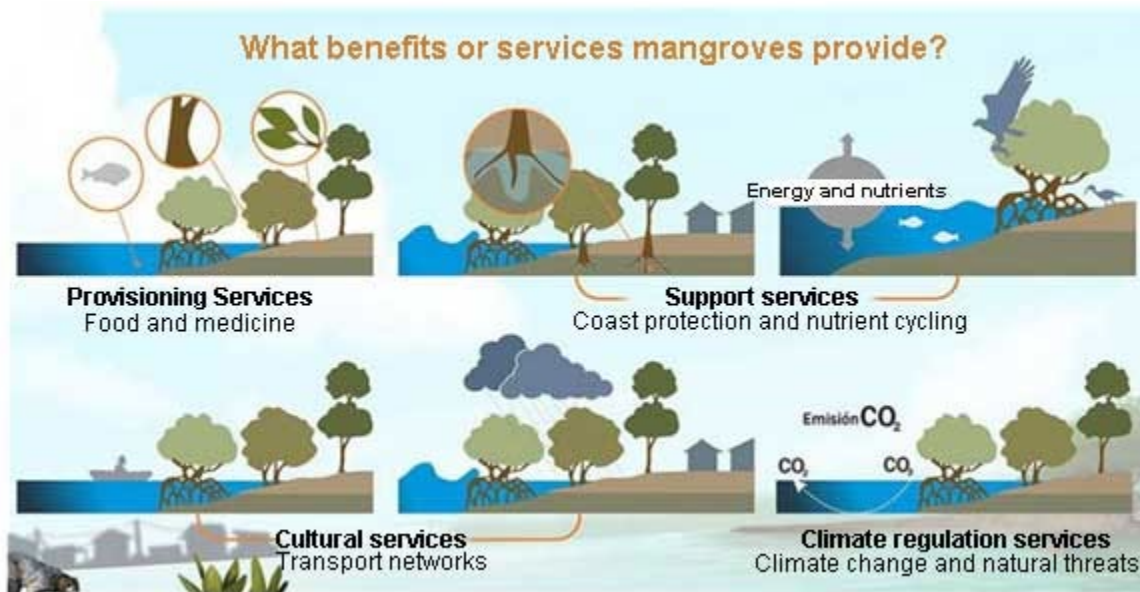 What benefits or services mangroves provide?
Energy and nutrients
Provisioning Services
Food and medicine
Support services
Coast protection and nutrient cycling
Emisión CO₂
CO₂
CO₂
Cultural services
Transport networks
Climate regulation services
Climate change and natural threats